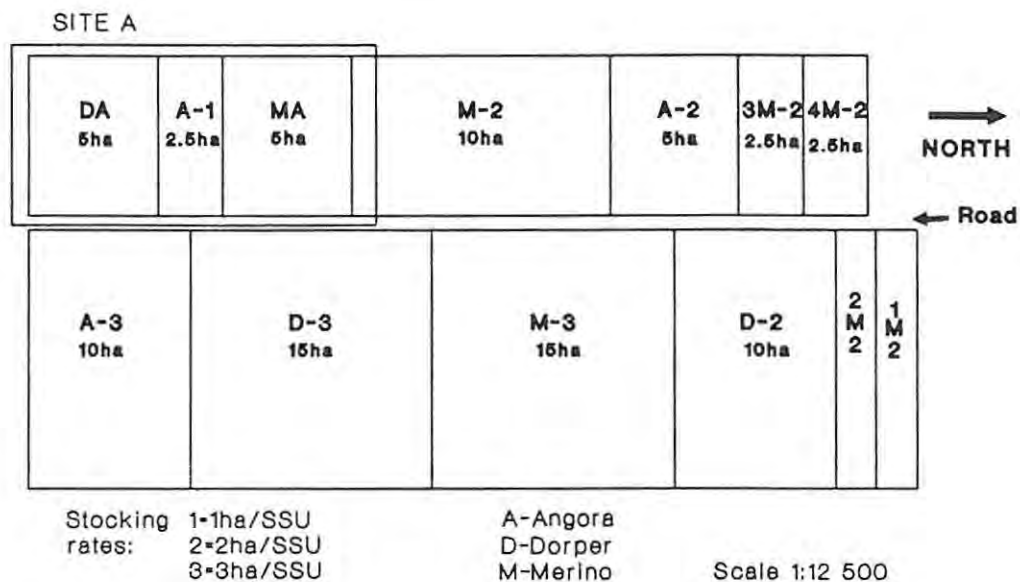 SITE A
DA A-1 MA M-2 A-2 3M-2 4M-2
5ha 2.5ha 5ha 10ha 5ha 2.5ha 2.5ha
NORTH
Road
A-3 D-3 M-3 D-2
10ha 15ha 15ha 10ha
2
M
2
1
M
2
Stocking 1=1ha/SSU A-Angora
rates: 2=2ha/SSU D-Dorper
3=3ha/SSU M-Merino Scale 1:12 500